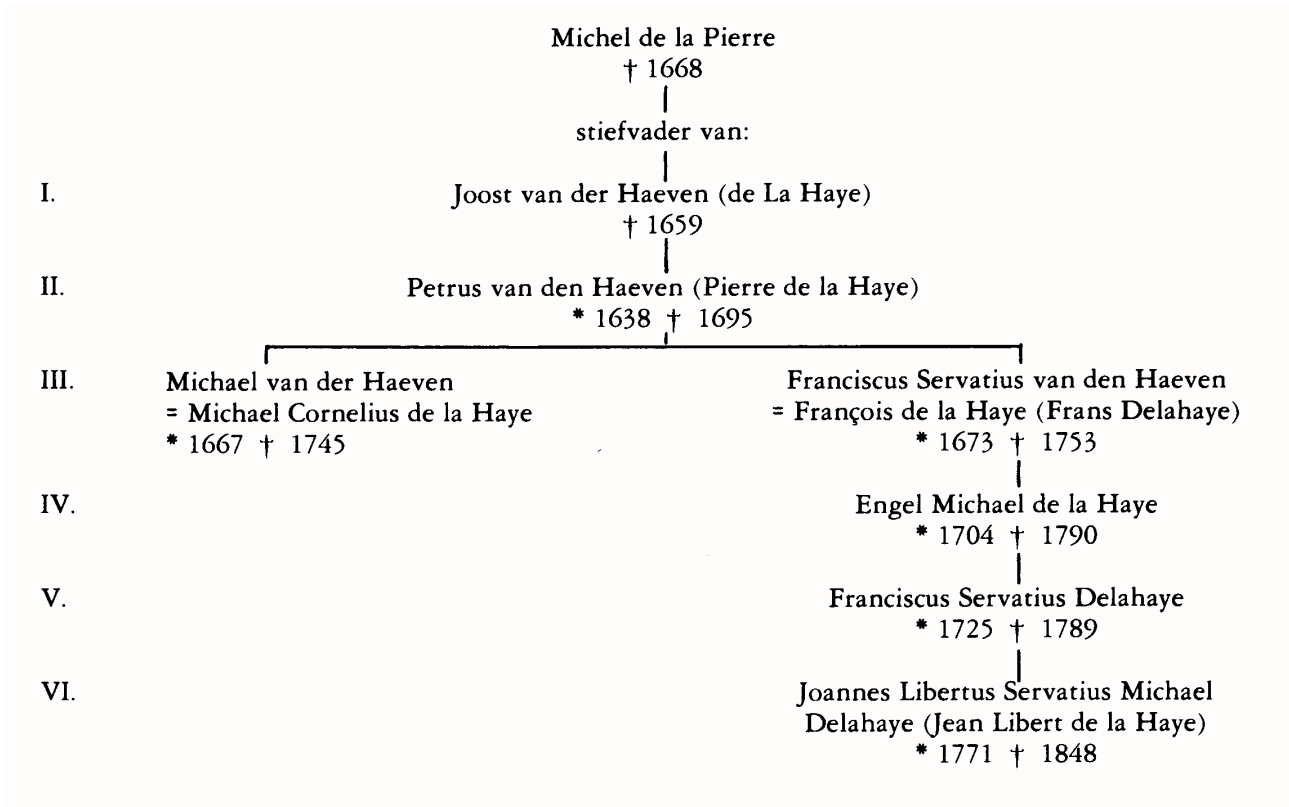 Michel de la Pierre
† 1668
stiefvader van:
I. Joost van der Haeven (de La Haye)
† 1659
II. Petrus van den Haeven (Pierre de la Haye)
* 1638 † 1695
III. Michael van der Haeven
= Michael Cornelius de la Haye
* 1667 † 1745
Franciscus Servatius van den Haeven
= François de la Haye (Frans Delahaye)
* 1673 † 1753
IV. Engel Michael de la Haye
* 1704 † 1790
V. Franciscus Servatius Delahaye
* 1725 † 1789
VI. Joannes Libertus Servatius Michael
Delahaye (Jean Libert de la Haye)
* 1771 † 1848